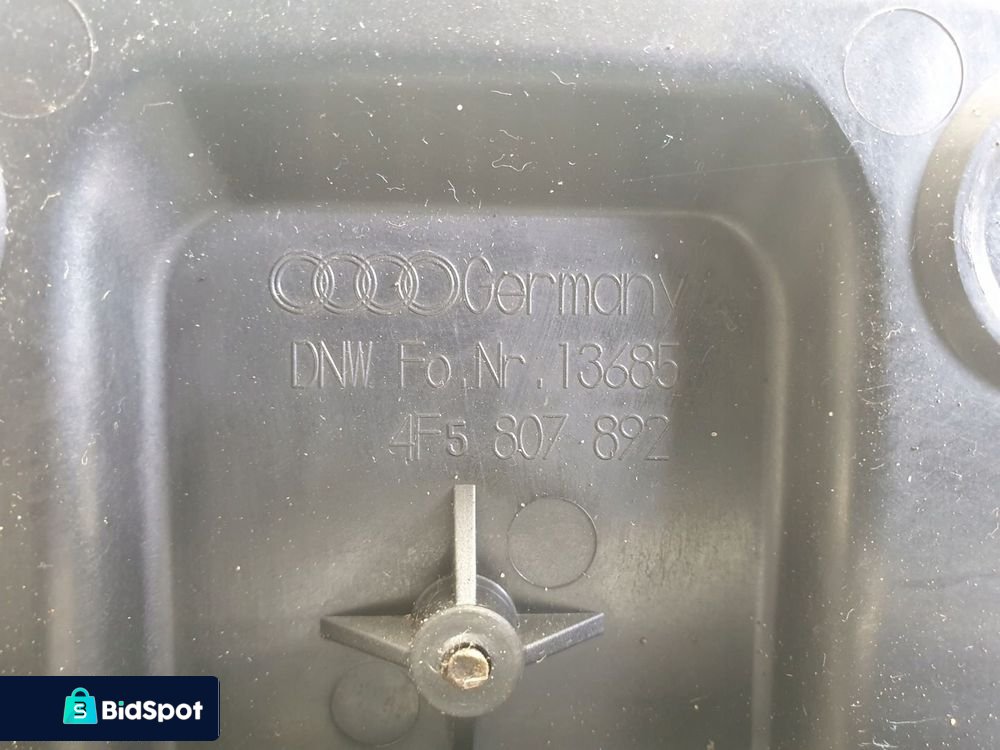 Germany
DNW Fo.Nr.13685
4F5 807 892
BidSpot